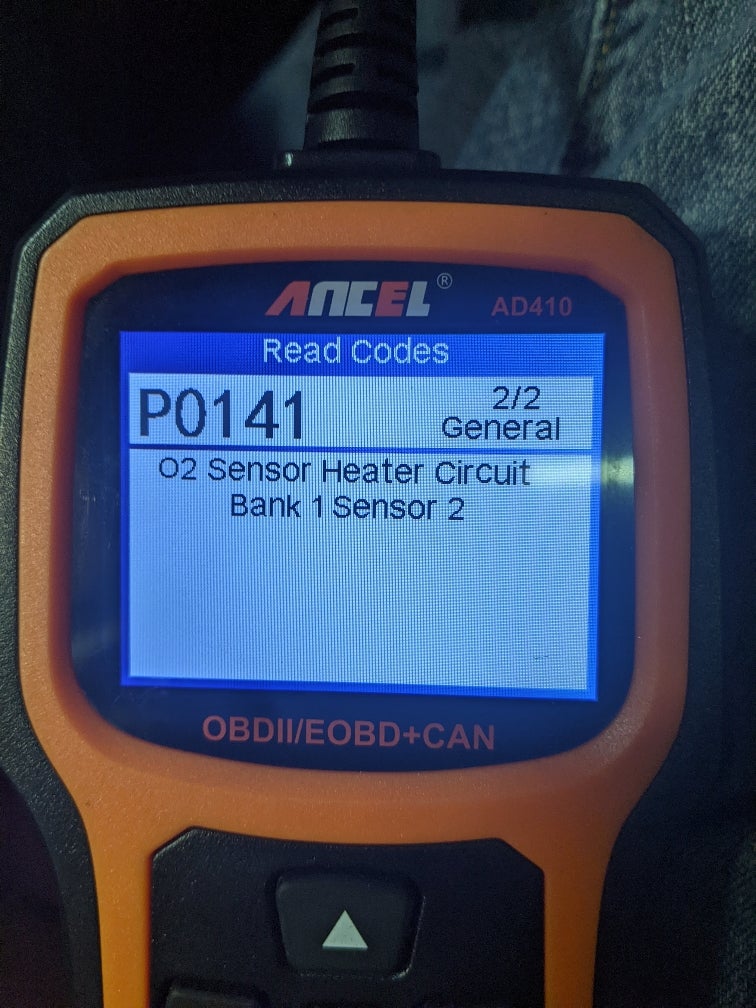 ANCEL®
AD410
Read Codes
P0141
2/2
General
O2 Sensor Heater Circuit
Bank 1 Sensor 2
OBDII/EOBD+CAN